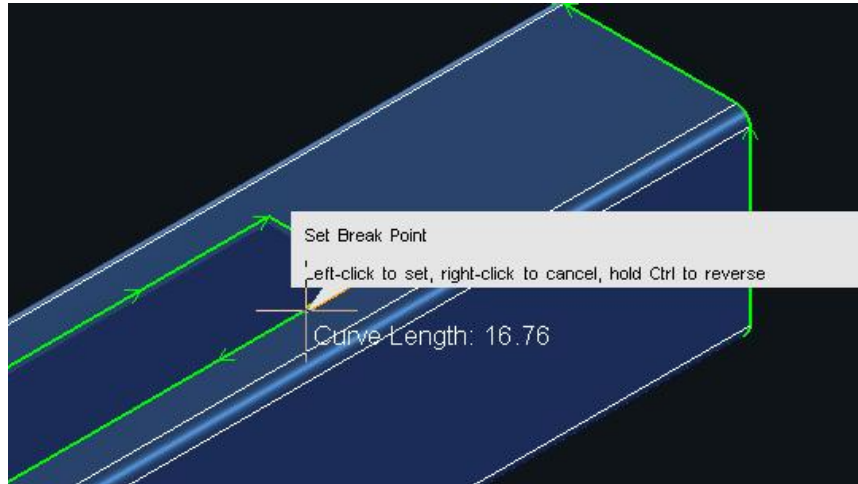 Set Break Point
Left-click to set, right-click to cancel, hold Ctrl to reverse
Curve Length: 16.76